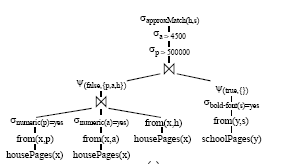 σapproxMatch(h,s)
σa > 4500
σp > 500000
⋈
ψ(false,{p,a,h})
ψ(true,{})
⋈
σbold-font(s)=yes
σnumeric(p)=yes σnumeric(a)=yes from(x,h) from(y,s)
from(x,p) from(x,a) housePages(x) schoolPages(y)
housePages(x) housePages(x)